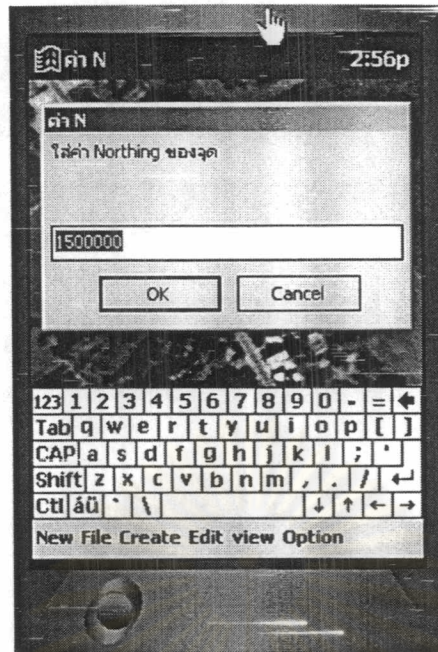 ค่า N 2:56p
ค่า N
ใส่ค่า Northing ของจุด
1500000
OK Cancel
123 1 2 3 4 5 6 7 8 9 0 - =
Tab q w e r t y u i o p [ ]
CAP a s d f g h j k l ; '
Shift z x c v b n m , . /
Ctl áü ` \
New File Create Edit view Option